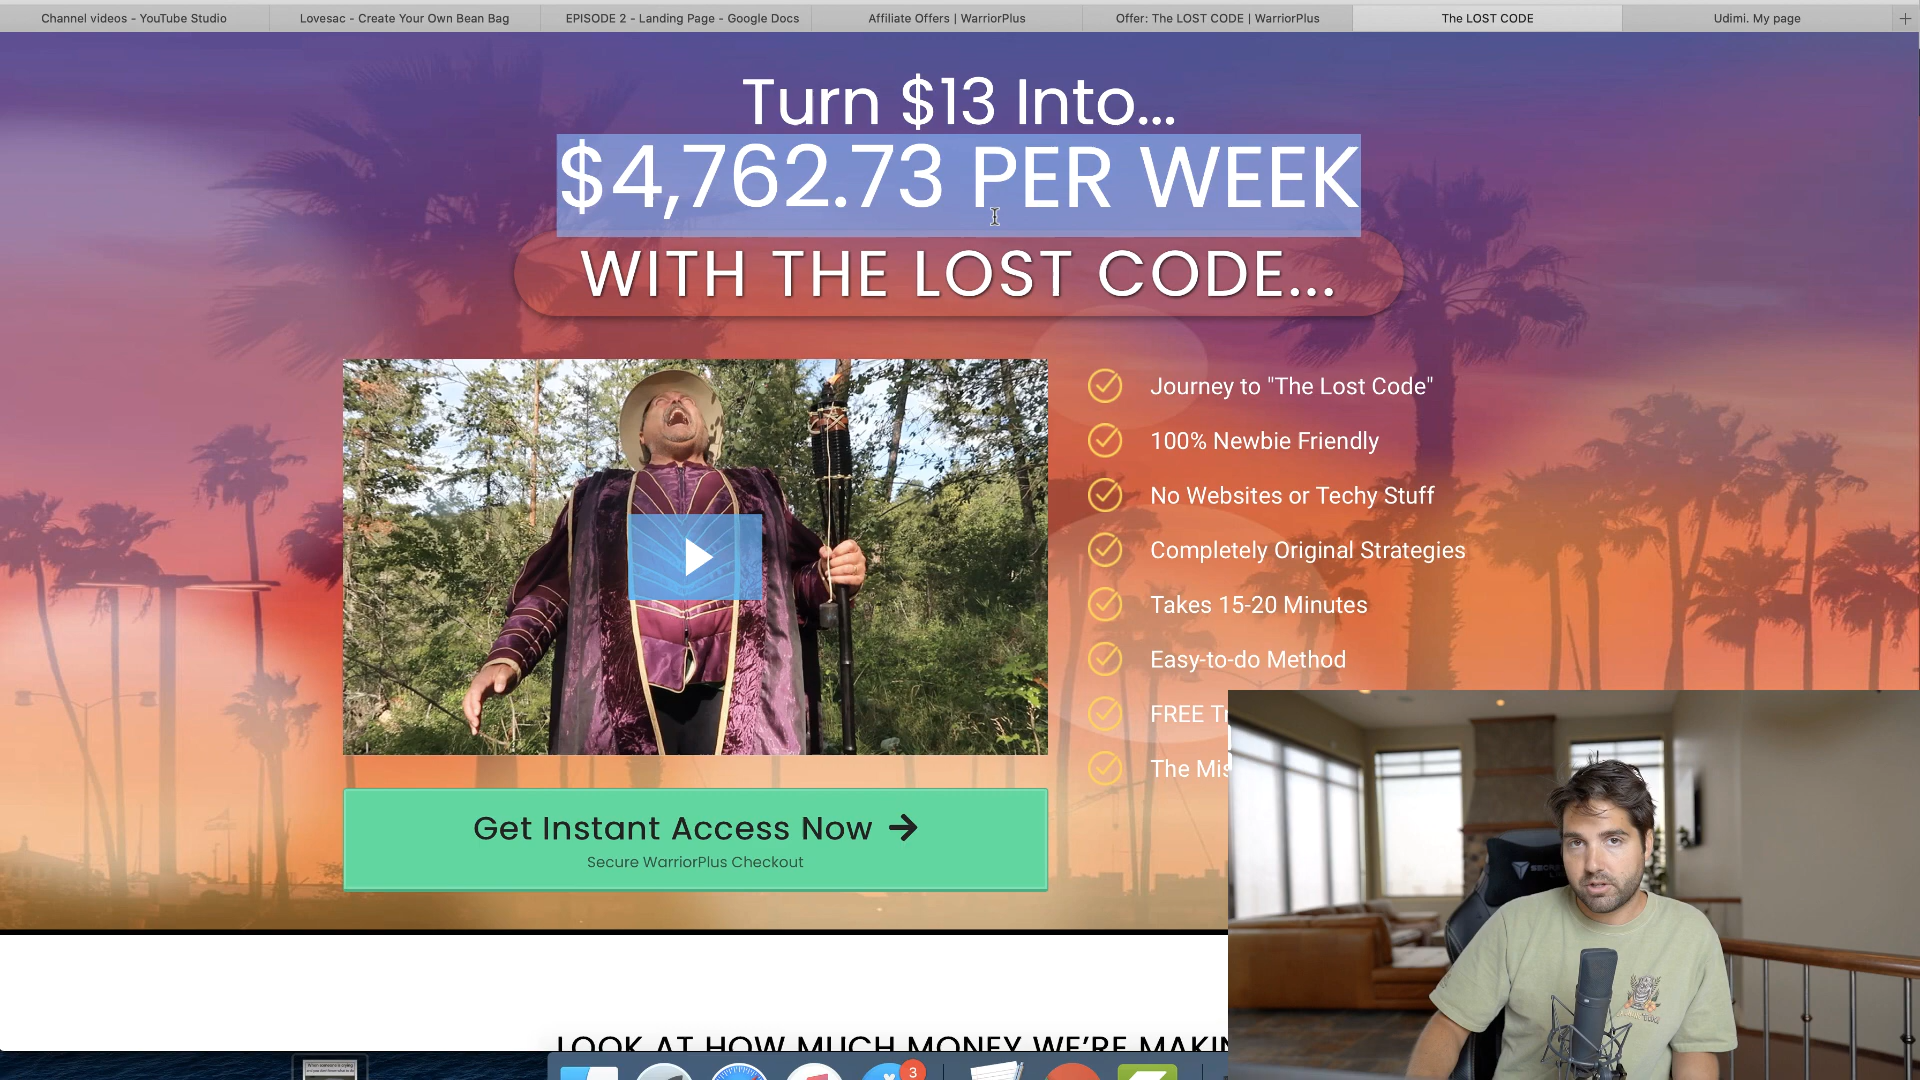 Channel videos - YouTube Studio
Lovesac - Create Your Own Bean Bag
EPISODE 2 - Landing Page - Google Docs
Affiliate Offers | WarriorPlus
Offer: The LOST CODE | WarriorPlus
The LOST CODE
Udimi. My page
Turn $13 Into...
$4,762.73 PER WEEK
WITH THE LOST CODE...
Journey to "The Lost Code"
100% Newbie Friendly
No Websites or Techy Stuff
Completely Original Strategies
Takes 15-20 Minutes
Easy-to-do Method
FREE
The
Get Instant Access Now
Secure WarriorPlus Checkout
LOOK AT HOW MUCH MONEY WE'RE
3